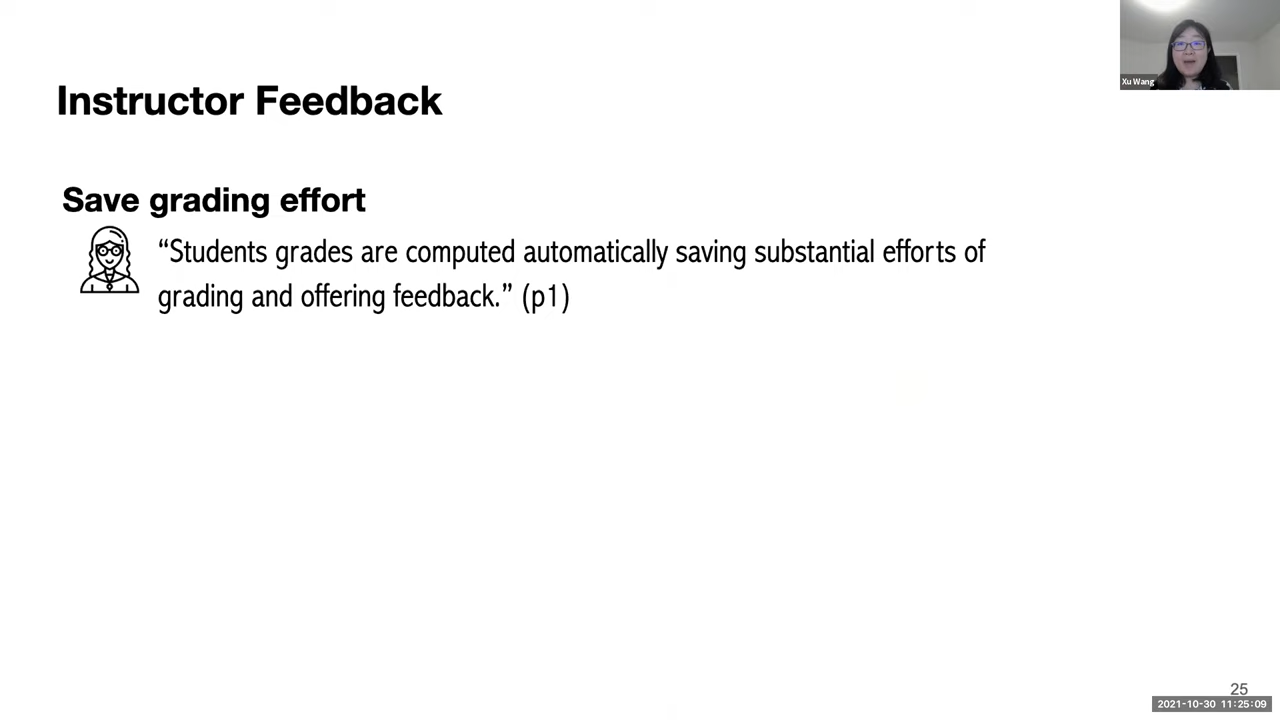 Xu Wang
Instructor Feedback
Save grading effort
“Students grades are computed automatically saving substantial efforts of
grading and offering feedback.” (p1)
25
2021-10-30 11:25:09